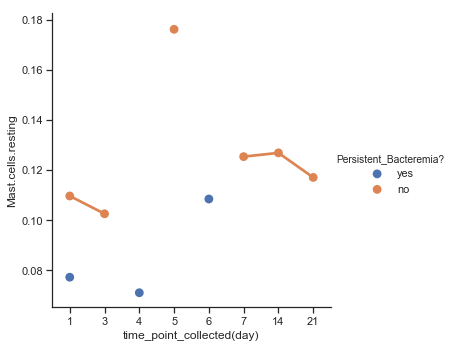 0.18
0.16
0.14
0.12
0.10
0.08
Mast.cells.resting
1 3 4 5 6 7 14 21
time_point_collected(day)
Persistent_Bacteremia?
yes
no